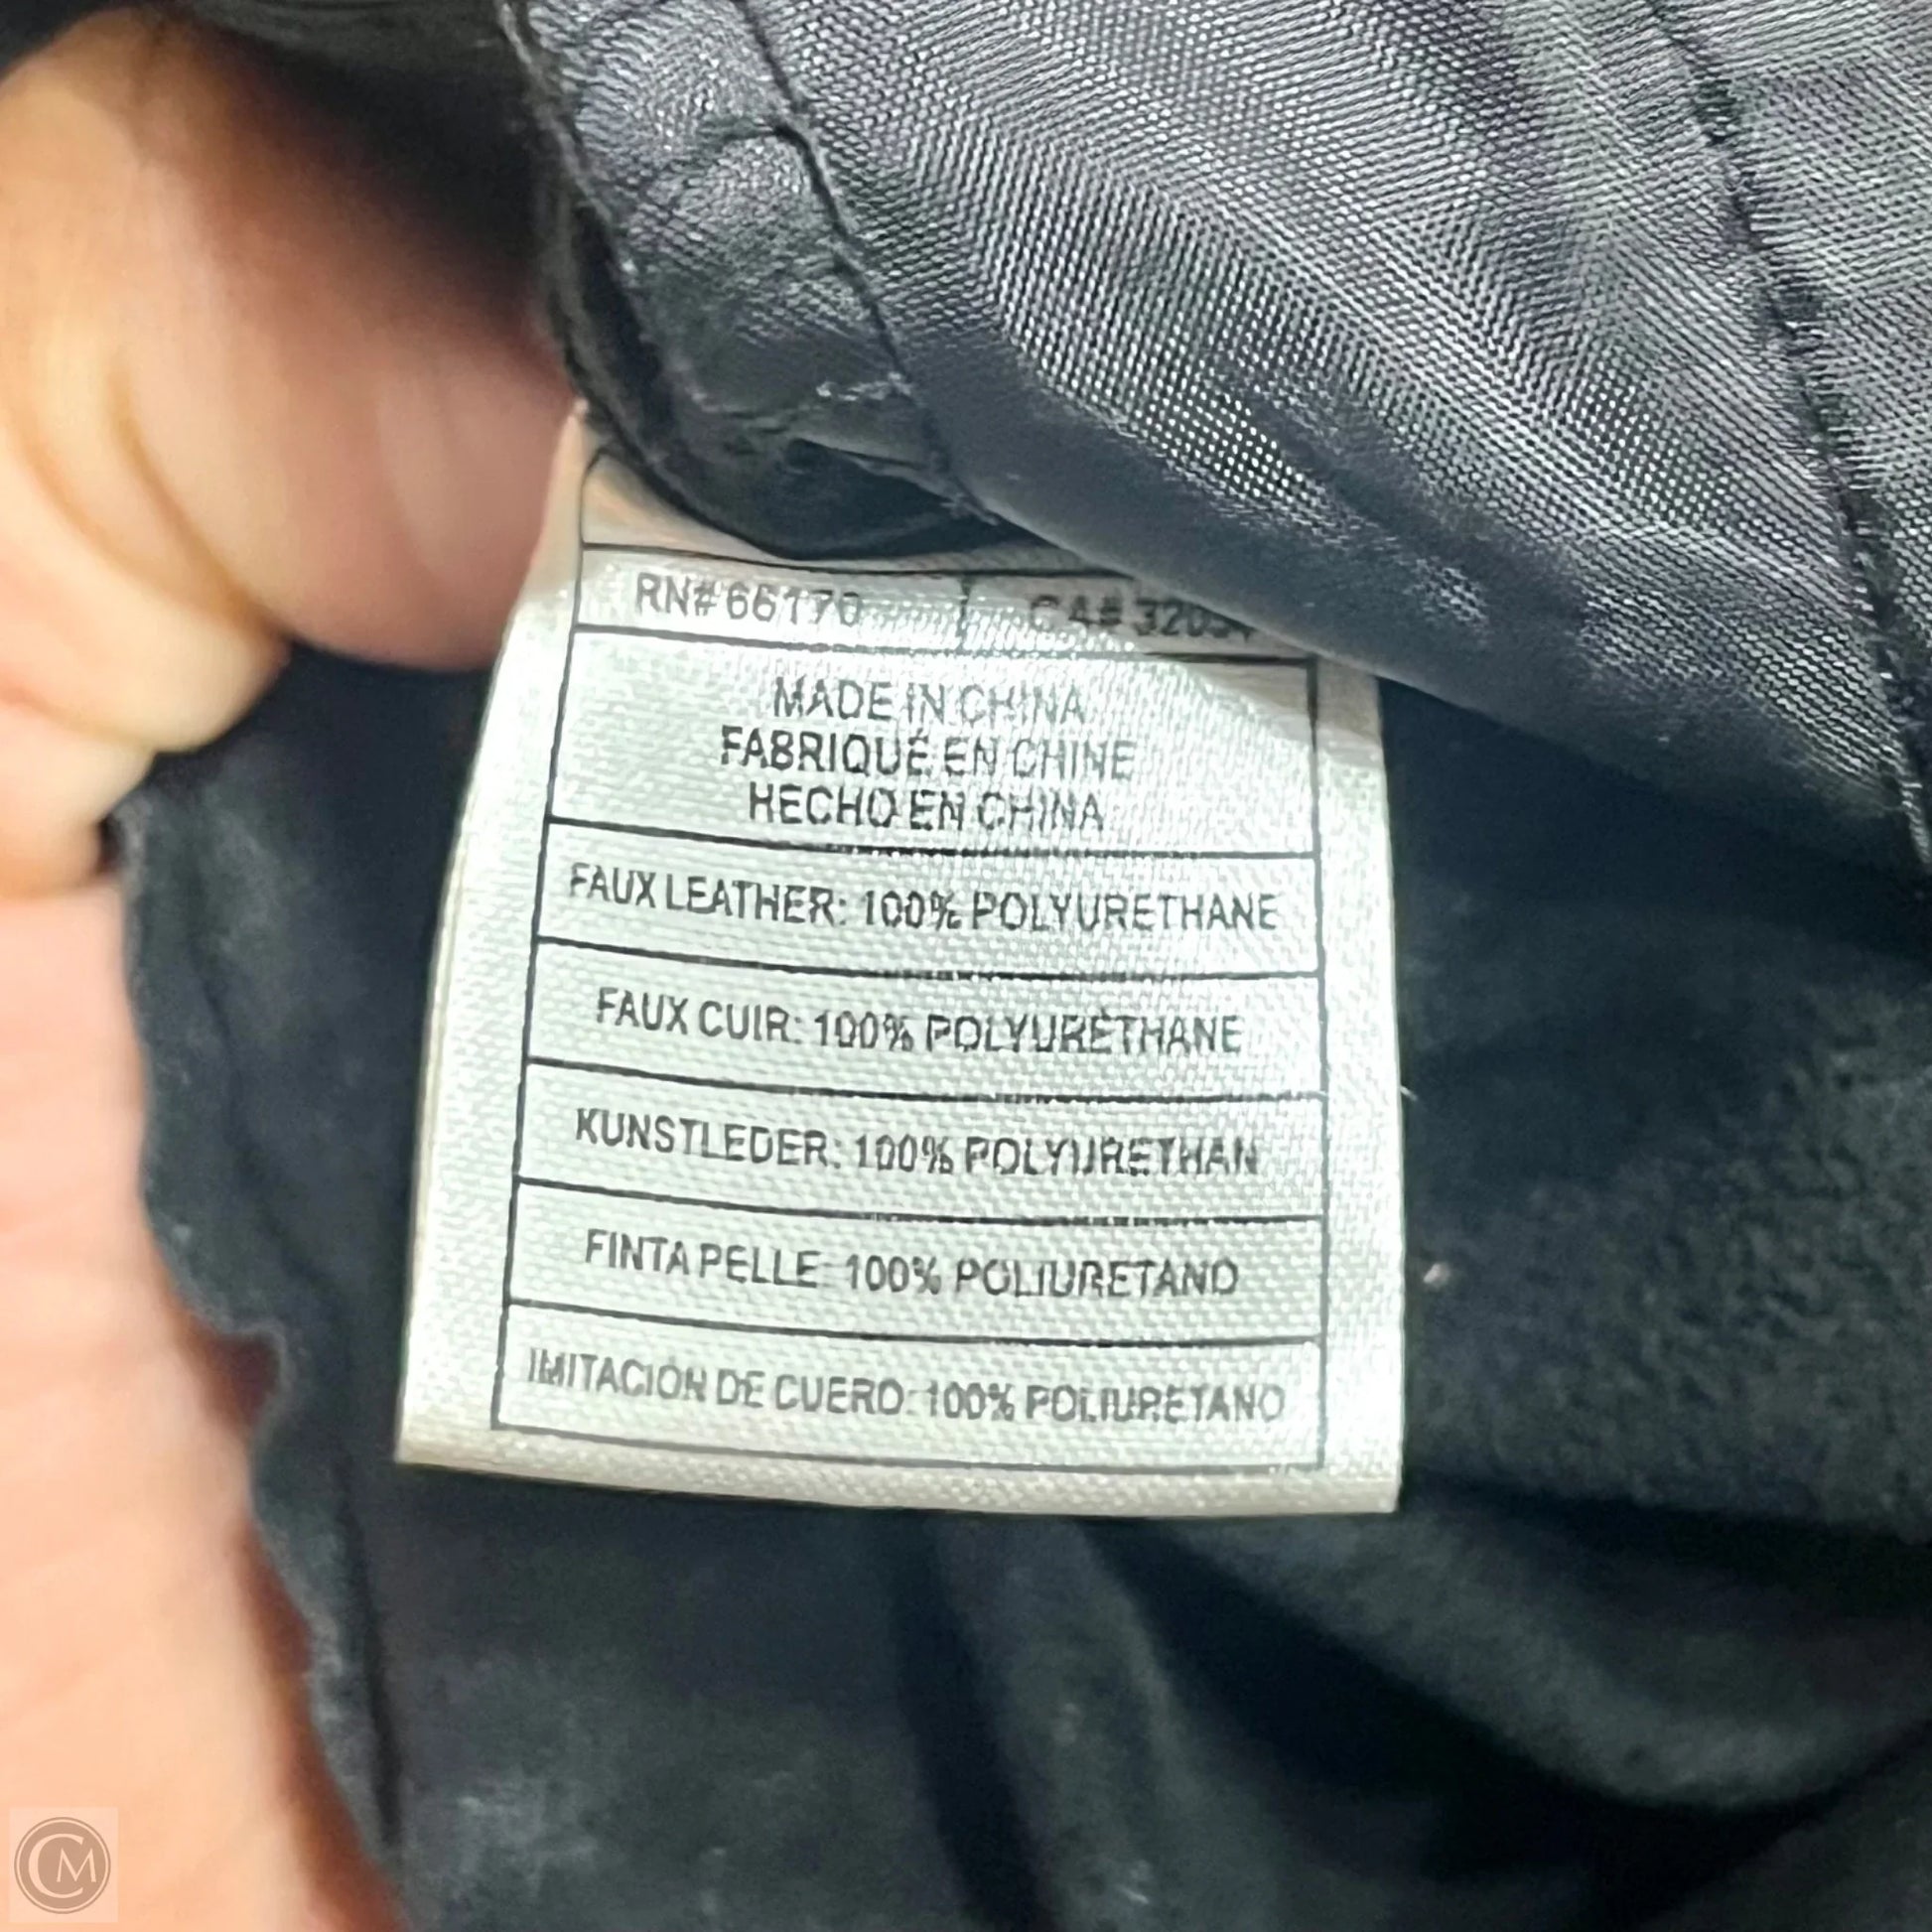 RN# 66170 CA#
MADE IN CHINA
FABRIQUÉ EN CHINE
HECHO EN CHINA
FAUX LEATHER: 100% POLYURETHANE
FAUX CUIR: 100% POLYURÉTHANE
KUNSTLEDER: 100% POLYURETHAN
FINTA PELLE: 100% POLIURETANO
IMITACIÓN DE CUERO: 100% POLIURETANO
CM